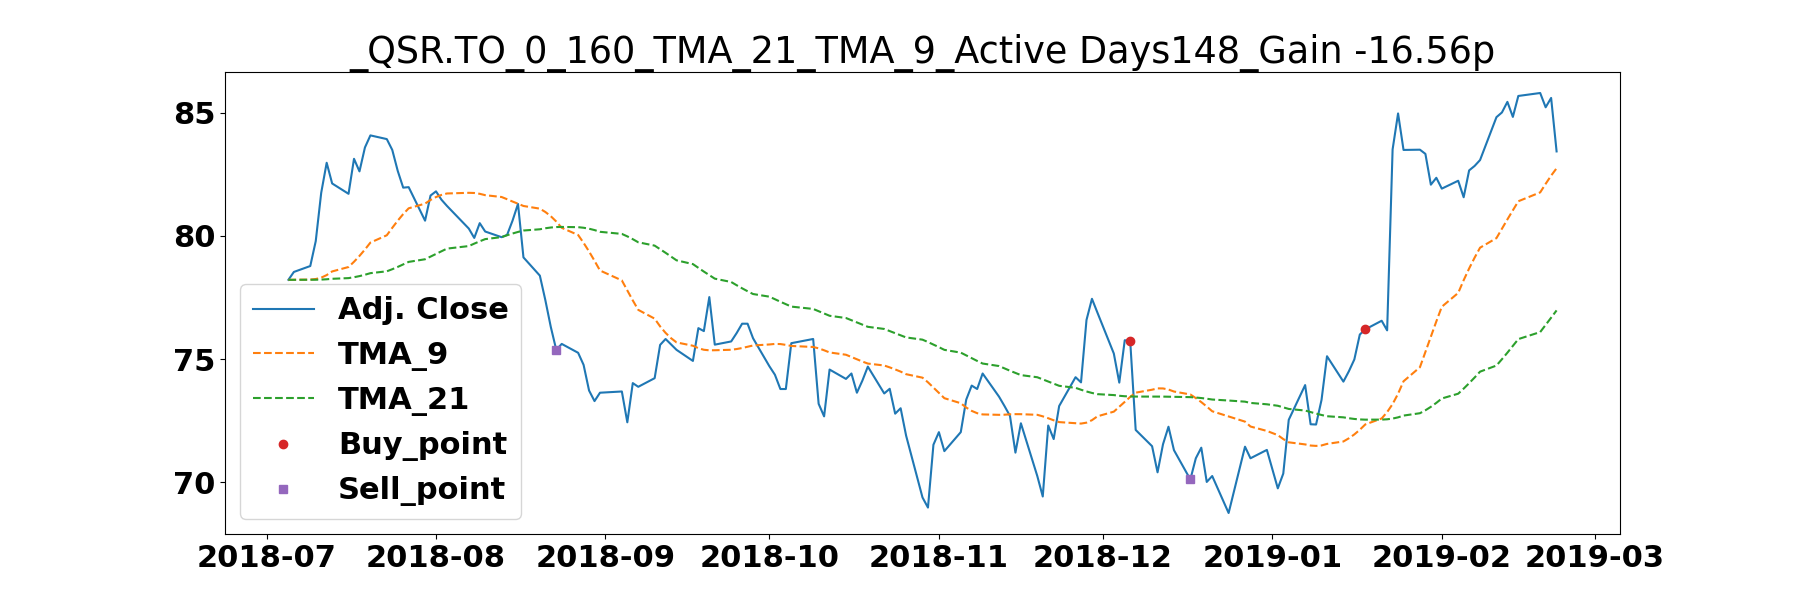 _QSR.TO_0_160_TMA_21_TMA_9_Active Days148_Gain -16.56p
85
80
75
70
Adj. Close
TMA_9
TMA_21
Buy_point
Sell_point
2018-07 2018-08 2018-09 2018-10 2018-11 2018-12 2019-01 2019-02 2019-03